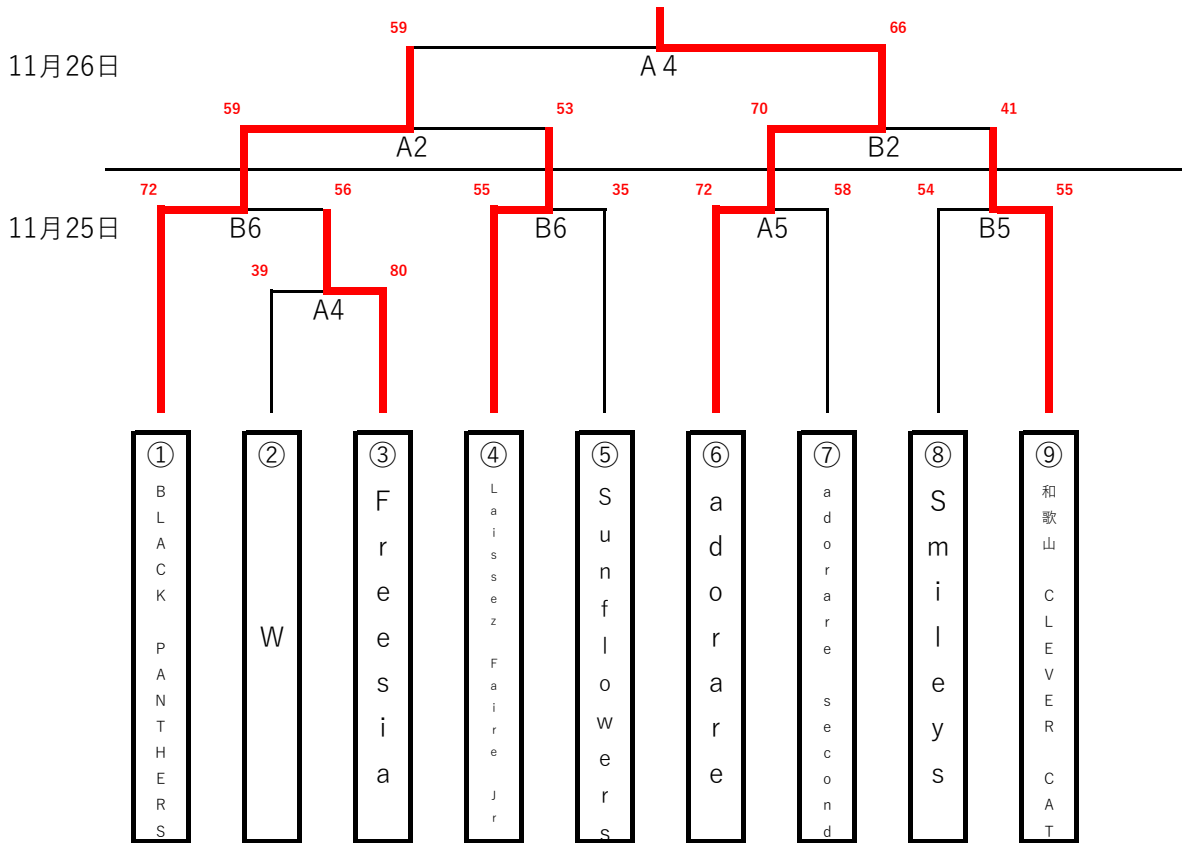 59
66
11月26日
A 4
59
53
70
41
A2
B2
72
56
55
35
72
58
54
55
11月25日
B6
B6
A5
B5
39
80
A4
① BLACK PANTHERS
② W
③ Freesia
④ Laissez Faire Jr
⑤ Sunflowers
⑥ adorare
⑦ adorare second
⑧ Smileys
⑨ 和歌山 CLEVER CAT